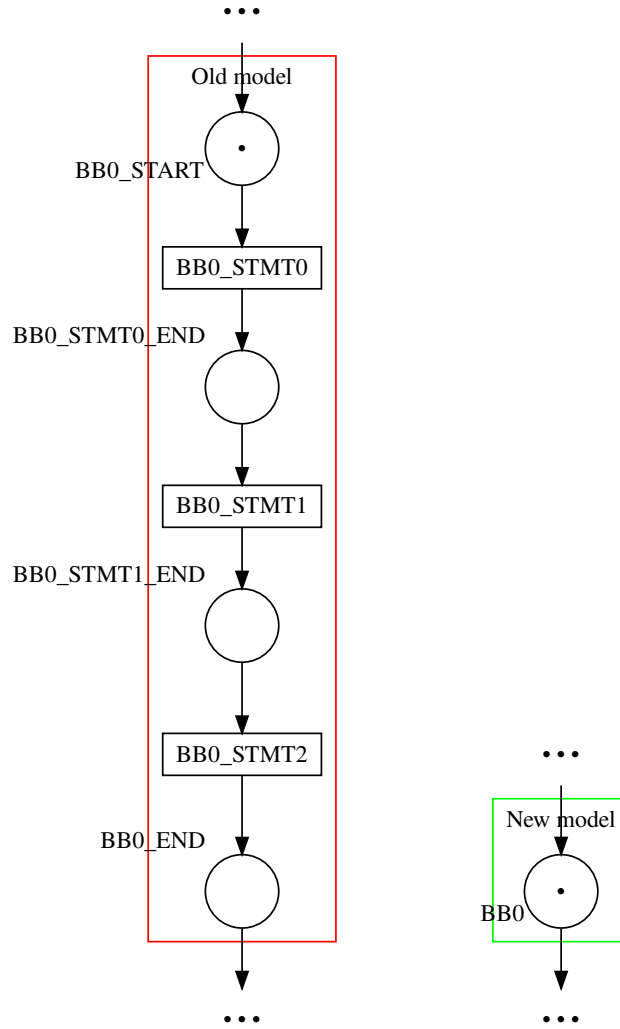 ...
Old model
BB0_START
BB0_STMT0
BB0_STMT0_END
BB0_STMT1
BB0_STMT1_END
BB0_STMT2
BB0_END
...
...
New model
BB0
...